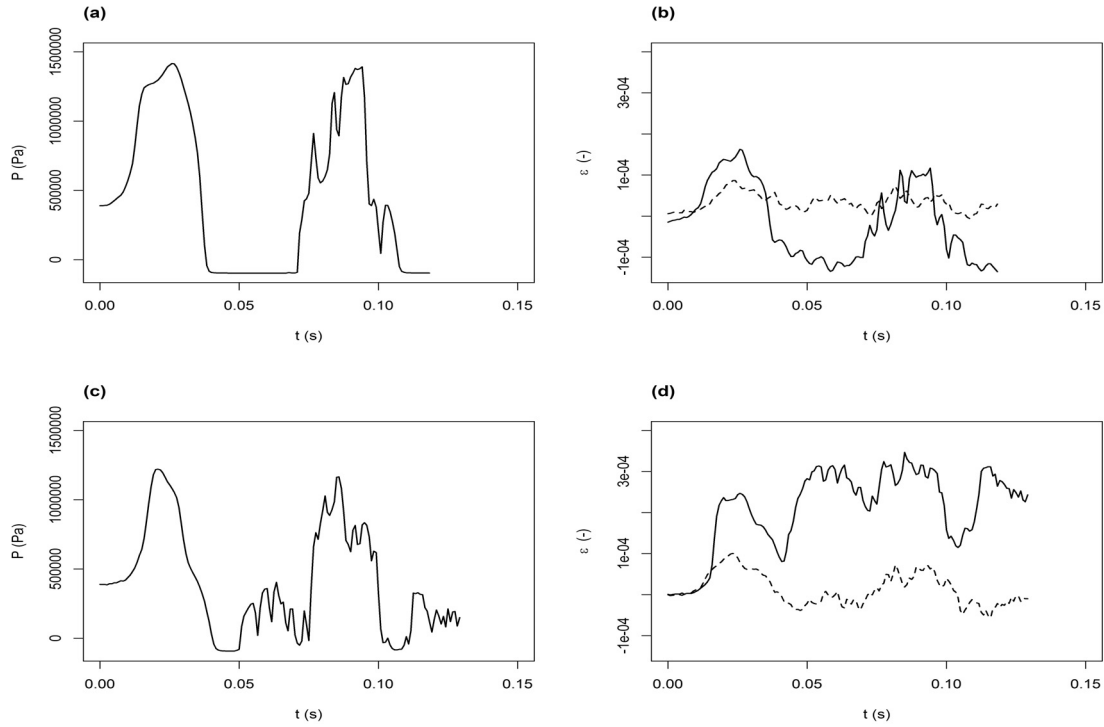 (a)
P (Pa)
1500000
1000000
500000
0
0.00 0.05 0.10 0.15
t (s)
(b)
ε (-)
3e-04
1e-04
-1e-04
0.00 0.05 0.10 0.15
t (s)
(c)
P (Pa)
1500000
1000000
500000
0
0.00 0.05 0.10 0.15
t (s)
(d)
ε (-)
3e-04
1e-04
-1e-04
0.00 0.05 0.10 0.15
t (s)